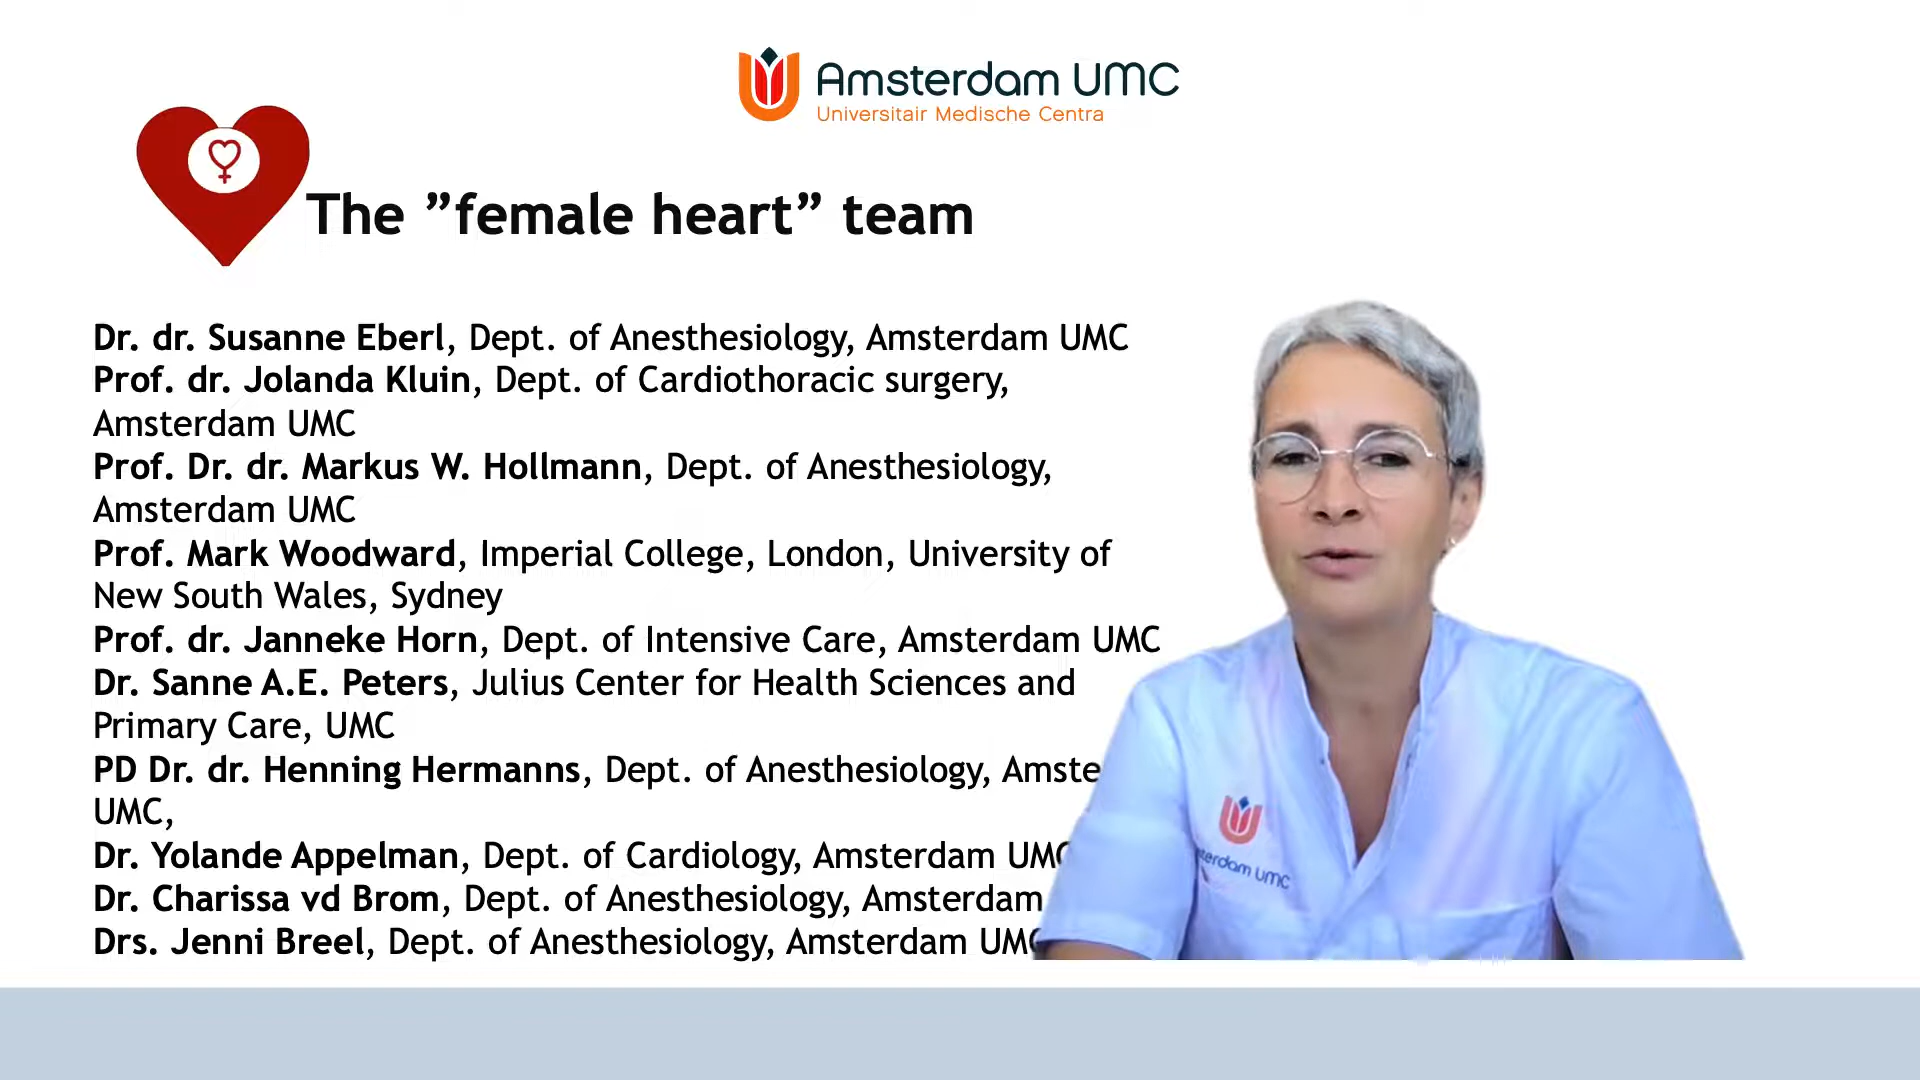 Amsterdam UMC
Universitair Medische Centra
The ”female heart” team
Dr. dr. Susanne Eberl, Dept. of Anesthesiology, Amsterdam UMC
Prof. dr. Jolanda Kluin, Dept. of Cardiothoracic surgery,
Amsterdam UMC
Prof. Dr. dr. Markus W. Hollmann, Dept. of Anesthesiology,
Amsterdam UMC
Prof. Mark Woodward, Imperial College, London, University of
New South Wales, Sydney
Prof. dr. Janneke Horn, Dept. of Intensive Care, Amsterdam UMC
Dr. Sanne A.E. Peters, Julius Center for Health Sciences and
Primary Care, UMC
PD Dr. dr. Henning Hermanns, Dept. of Anesthesiology, Amste
UMC,
Dr. Yolande Appelman, Dept. of Cardiology, Amsterdam UMC
Dr. Charissa vd Brom, Dept. of Anesthesiology, Amsterdam
Drs. Jenni Breel, Dept. of Anesthesiology, Amsterdam UMC
terdam UMC